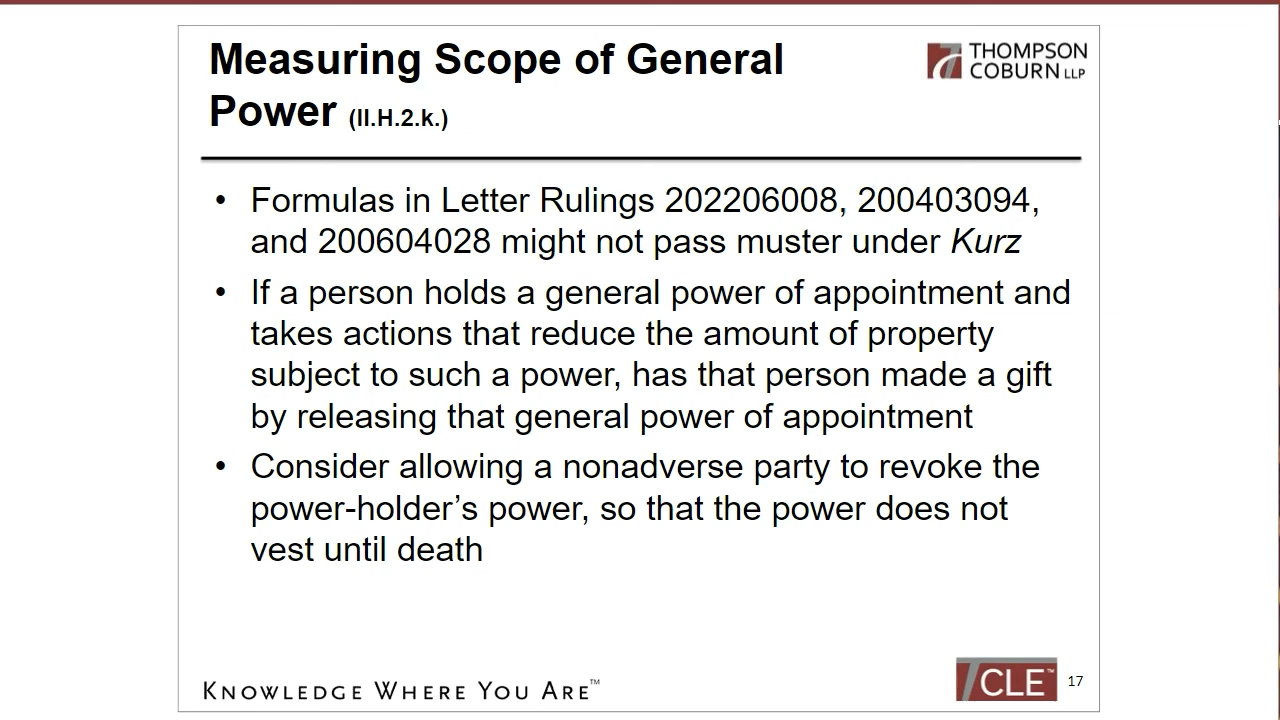 Measuring Scope of General
Power (II.H.2.k.)
THOMPSON
COBURN LLP
• Formulas in Letter Rulings 202206008, 200403094,
and 200604028 might not pass muster under Kurz
• If a person holds a general power of appointment and
takes actions that reduce the amount of property
subject to such a power, has that person made a gift
by releasing that general power of appointment
• Consider allowing a nonadverse party to revoke the
power-holder’s power, so that the power does not
vest until death
KNOWLEDGE WHERE YOU ARE™
CLE™
17